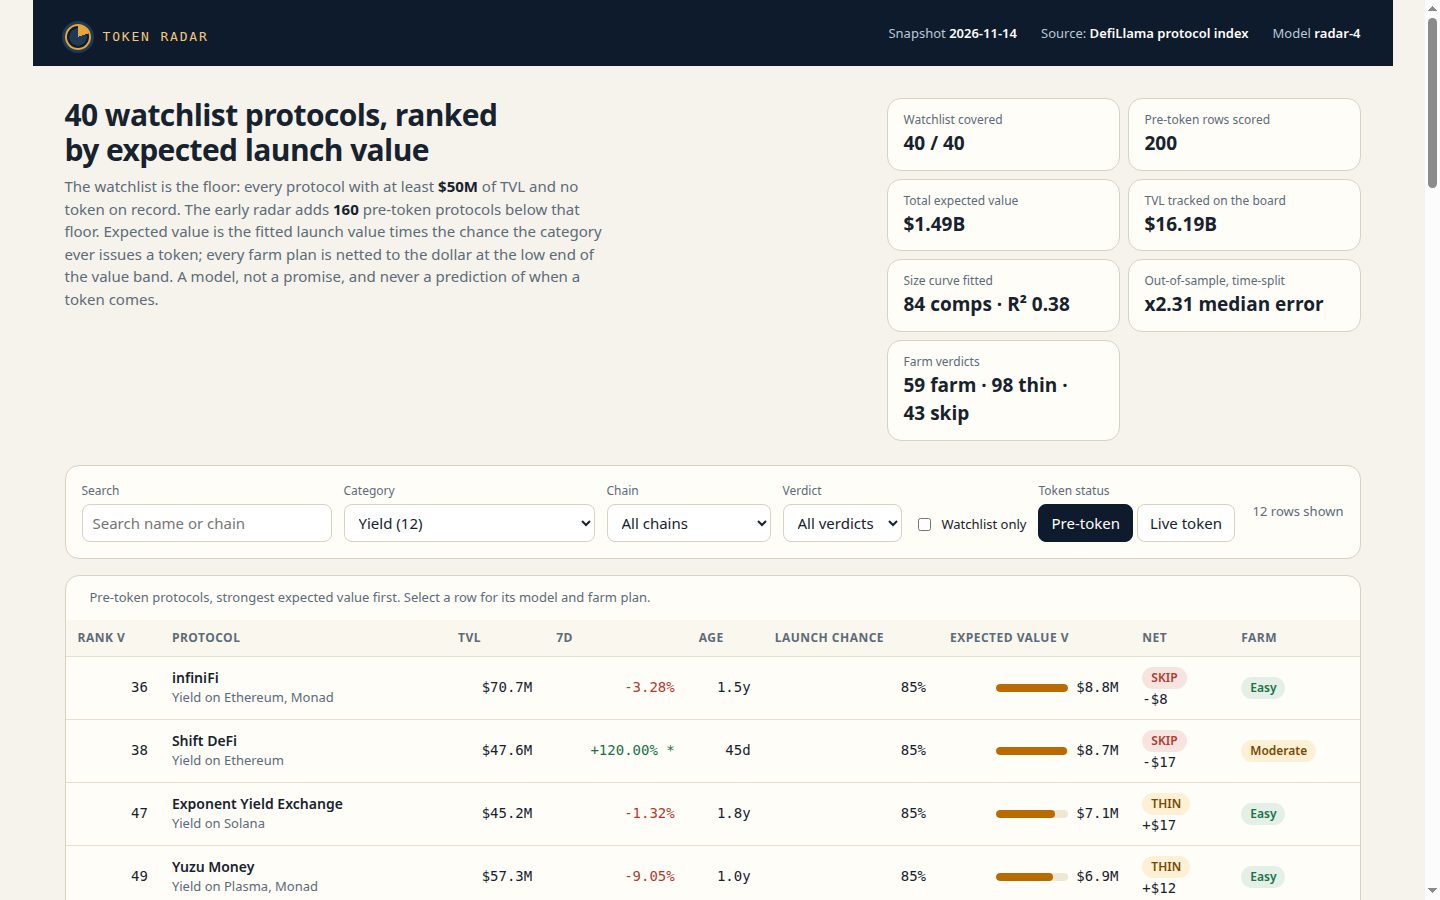 TOKEN RADAR
Snapshot 2026-11-14 Source: DefiLlama protocol index Model radar-4
40 watchlist protocols, ranked
by expected launch value
The watchlist is the floor: every protocol with at least $50M of TVL and no
token on record. The early radar adds 160 pre-token protocols below that
floor. Expected value is the fitted launch value times the chance the category
ever issues a token; every farm plan is netted to the dollar at the low end of
the value band. A model, not a promise, and never a prediction of when a
token comes.
Watchlist covered
40 / 40
Pre-token rows scored
200
Total expected value
$1.49B
TVL tracked on the board
$16.19B
Size curve fitted
84 comps · R² 0.38
Out-of-sample, time-split
x2.31 median error
Farm verdicts
59 farm · 98 thin ·
43 skip
Search
Search name or chain
Category
Yield (12)
Chain
All chains
Verdict
All verdicts
Watchlist only
Token status
Pre-token Live token
12 rows shown
Pre-token protocols, strongest expected value first. Select a row for its model and farm plan.
RANK V PROTOCOL TVL 7D AGE LAUNCH CHANCE EXPECTED VALUE V NET FARM
36 infiniFi $70.7M -3.28% 1.5y 85% $8.8M SKIP Easy
Yield on Ethereum, Monad -$8
38 Shift DeFi $47.6M +120.00% * 45d 85% $8.7M SKIP Moderate
Yield on Ethereum -$17
47 Exponent Yield Exchange $45.2M -1.32% 1.8y 85% $7.1M THIN Easy
Yield on Solana +$17
49 Yuzu Money $57.3M -9.05% 1.0y 85% $6.9M THIN Easy
Yield on Plasma, Monad +$12